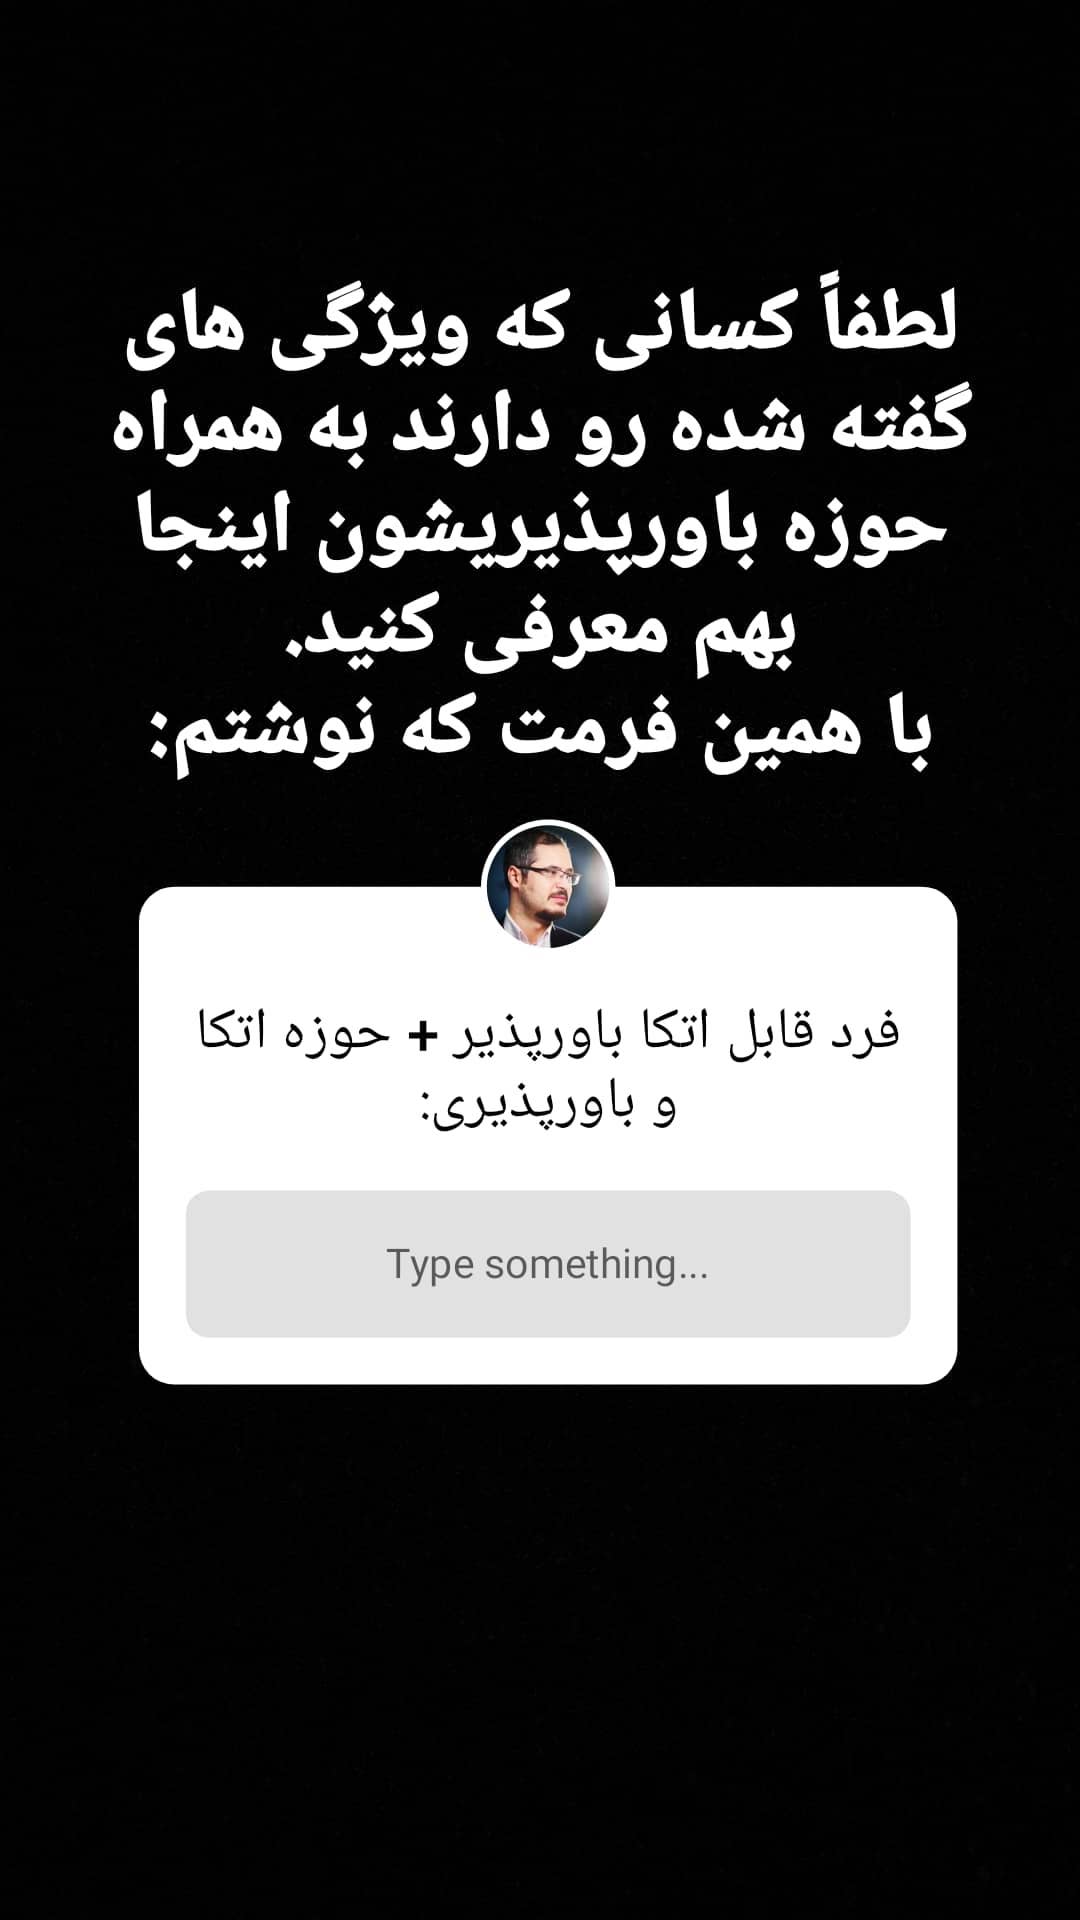 لطفاً کسانی که ویژگی های
گفته شده رو دارند به همراه
حوزه باورپذیریشون اینجا
بهم معرفی کنید.
با همین فرمت که نوشتم:
فرد قابل اتکا باورپذیر + حوزه اتکا
و باورپذیری:
Type something...